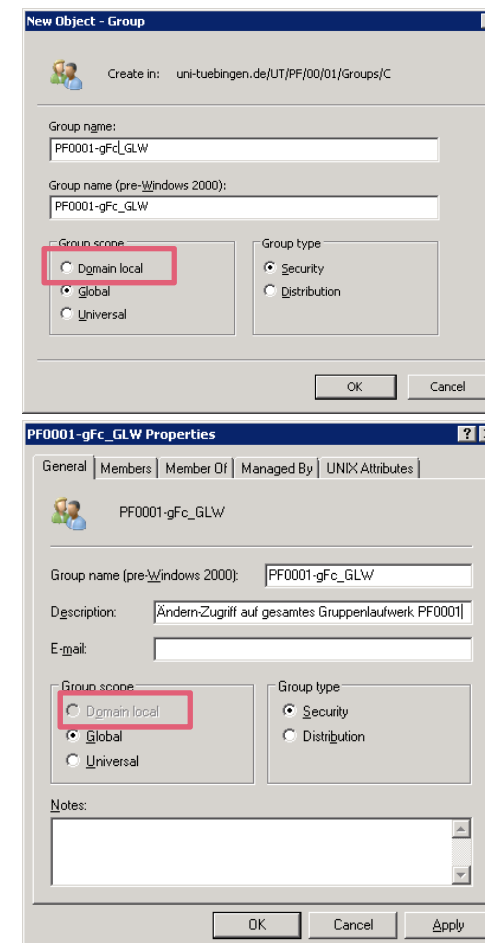 New Object - Group
Create in: uni-tuebingen.de/UT/PF/00/01/Groups/C
Group name:
PF0001-gFc_GLW
Group name (pre-Windows 2000):
PF0001-gFc_GLW
Group scope
Domain local
Global
Universal
Group type
Security
Distribution
OK Cancel
PF0001-gFc_GLW Properties ?
General Members Member Of Managed By UNIX Attributes
PF0001-gFc_GLW
Group name (pre-Windows 2000): PF0001-gFc_GLW
Description: Ändern-Zugriff auf gesamtes Gruppenlaufwerk PF0001
E-mail:
Group scope
Domain local
Global
Universal
Group type
Security
Distribution
Notes:
OK Cancel Apply